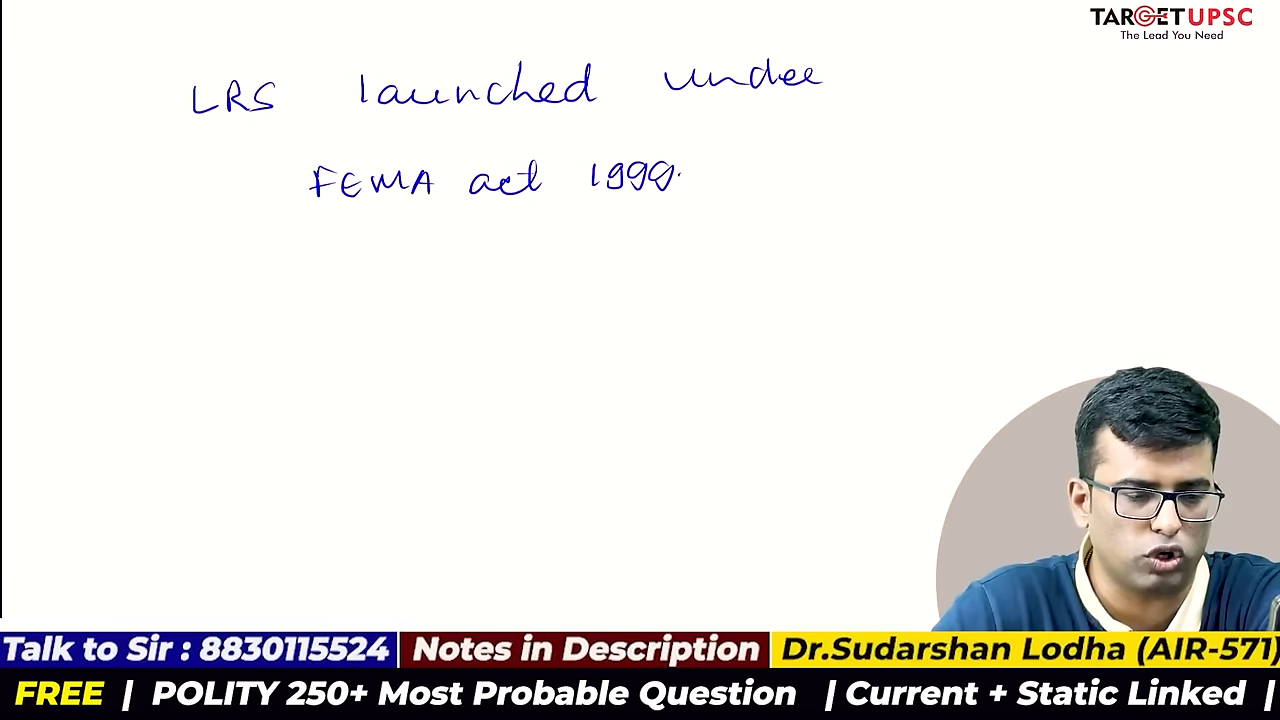 TARGETUPSC
The Lead You Need
LRS launched under
FEMA act 1999.
Talk to Sir : 8830115524
Notes in Description
Dr.Sudarshan Lodha (AIR-571)
FREE | POLITY 250+ Most Probable Question | Current + Static Linked |